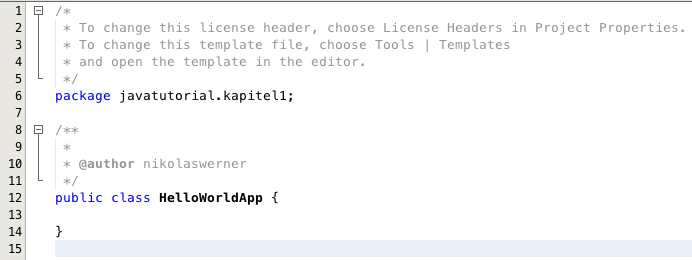 1 /*
2 * To change this license header, choose License Headers in Project Properties.
3 * To change this template file, choose Tools | Templates
4 * and open the template in the editor.
5 */
6 package javatutorial.kapitel1;
7
8 /**
9 *
10 * @author nikolaswerner
11 */
12 public class HelloWorldApp {
13
14 }
15